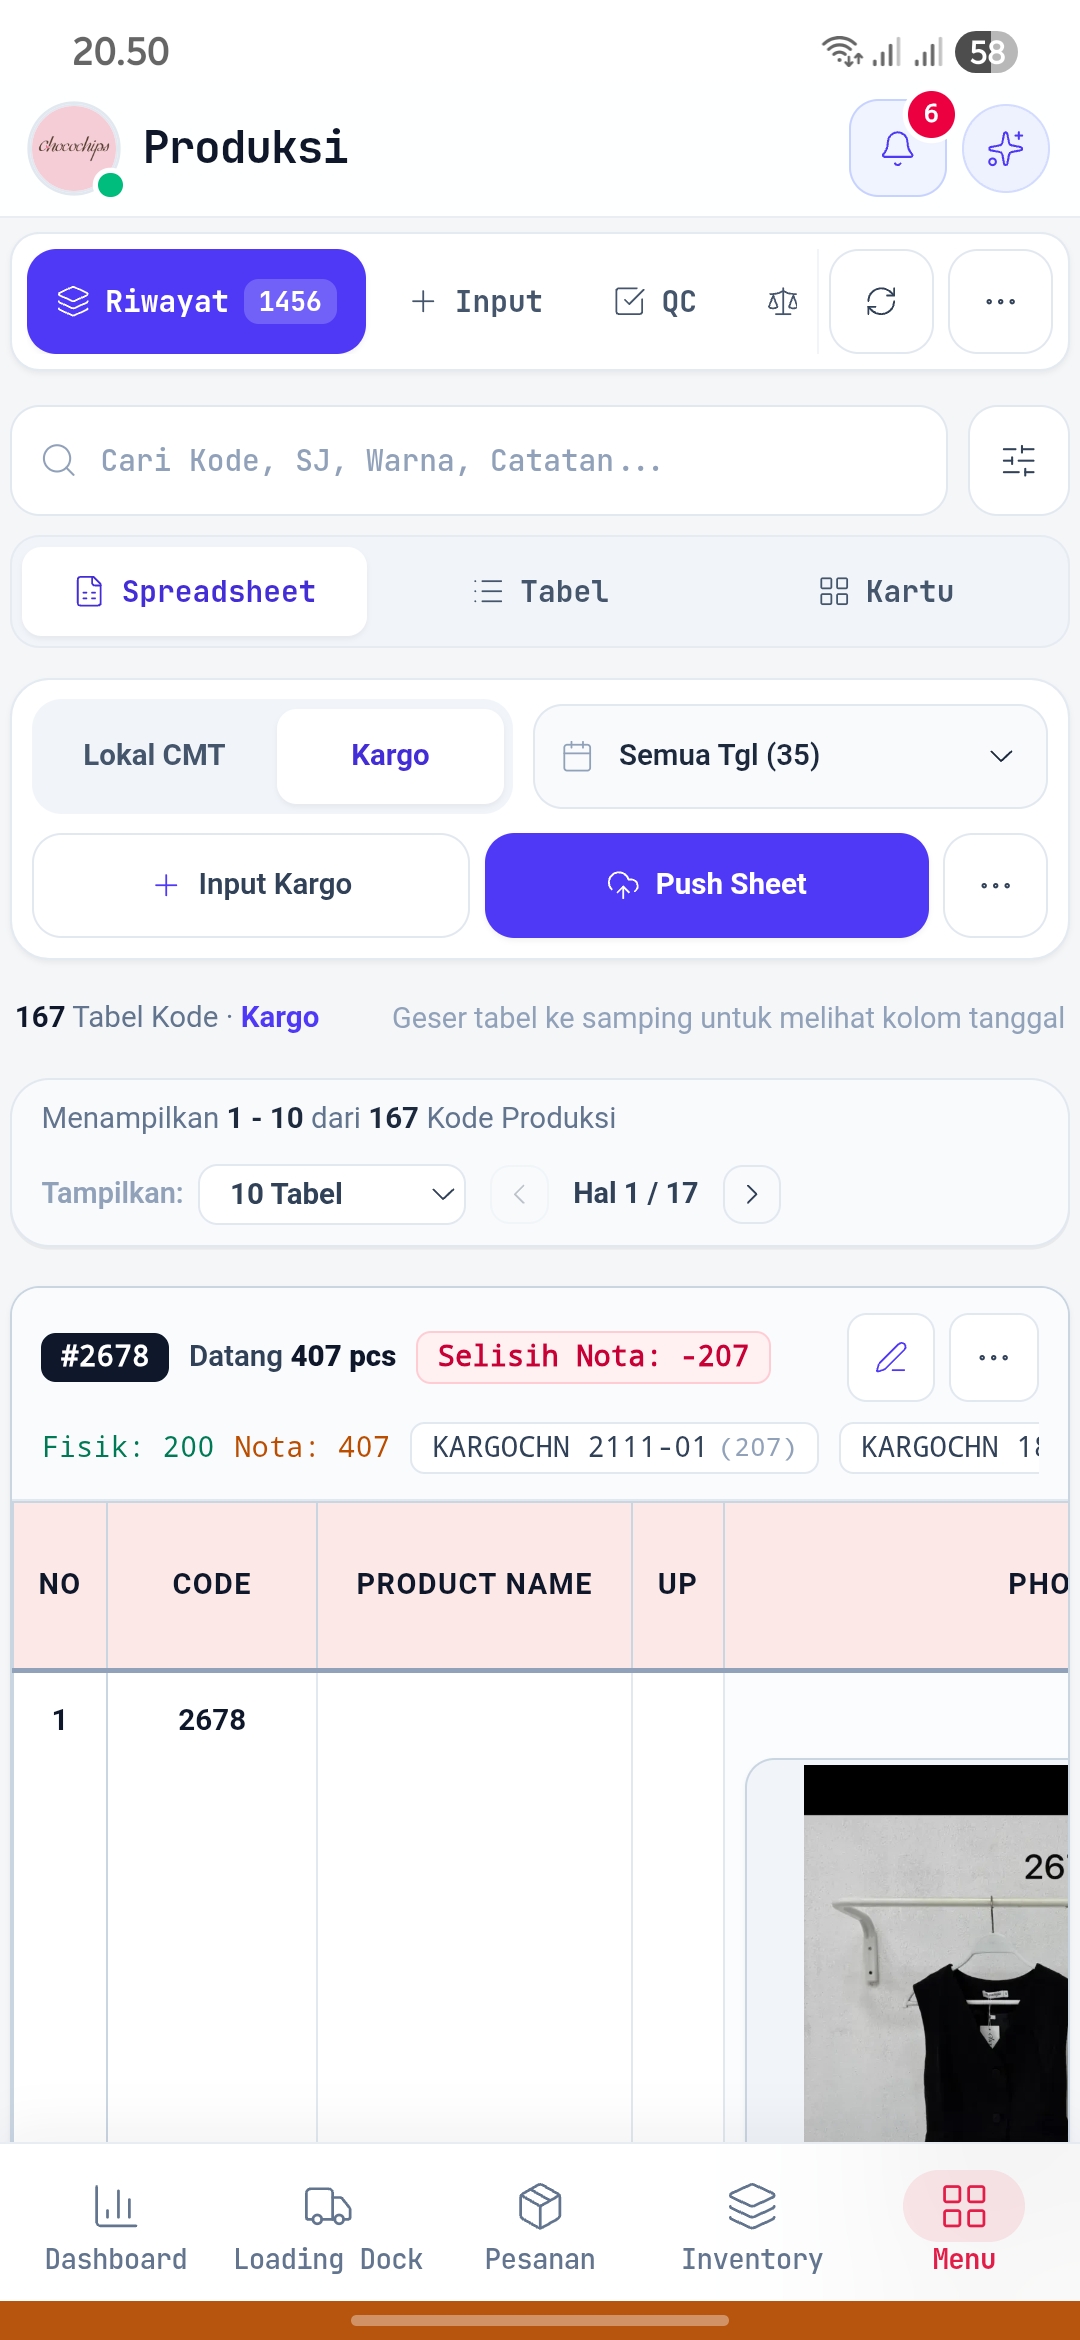 20.50
58
chocochips
Produksi
6
Riwayat 1456
Input
QC
Cari Kode, SJ, Warna, Catatan...
Spreadsheet
Tabel
Kartu
Lokal CMT
Kargo
Semua Tgl (35)
Input Kargo
Push Sheet
167 Tabel Kode · Kargo
Geser tabel ke samping untuk melihat kolom tanggal
Menampilkan 1 - 10 dari 167 Kode Produksi
Tampilkan: 10 Tabel Hal 1 / 17
#2678 Datang 407 pcs Selisih Nota: -207
Fisik: 200 Nota: 407 KARGOCHN 2111-01 (207) KARGOCHN 18
NO CODE PRODUCT NAME UP PHO
1 2678
26
Dashboard Loading Dock Pesanan Inventory Menu